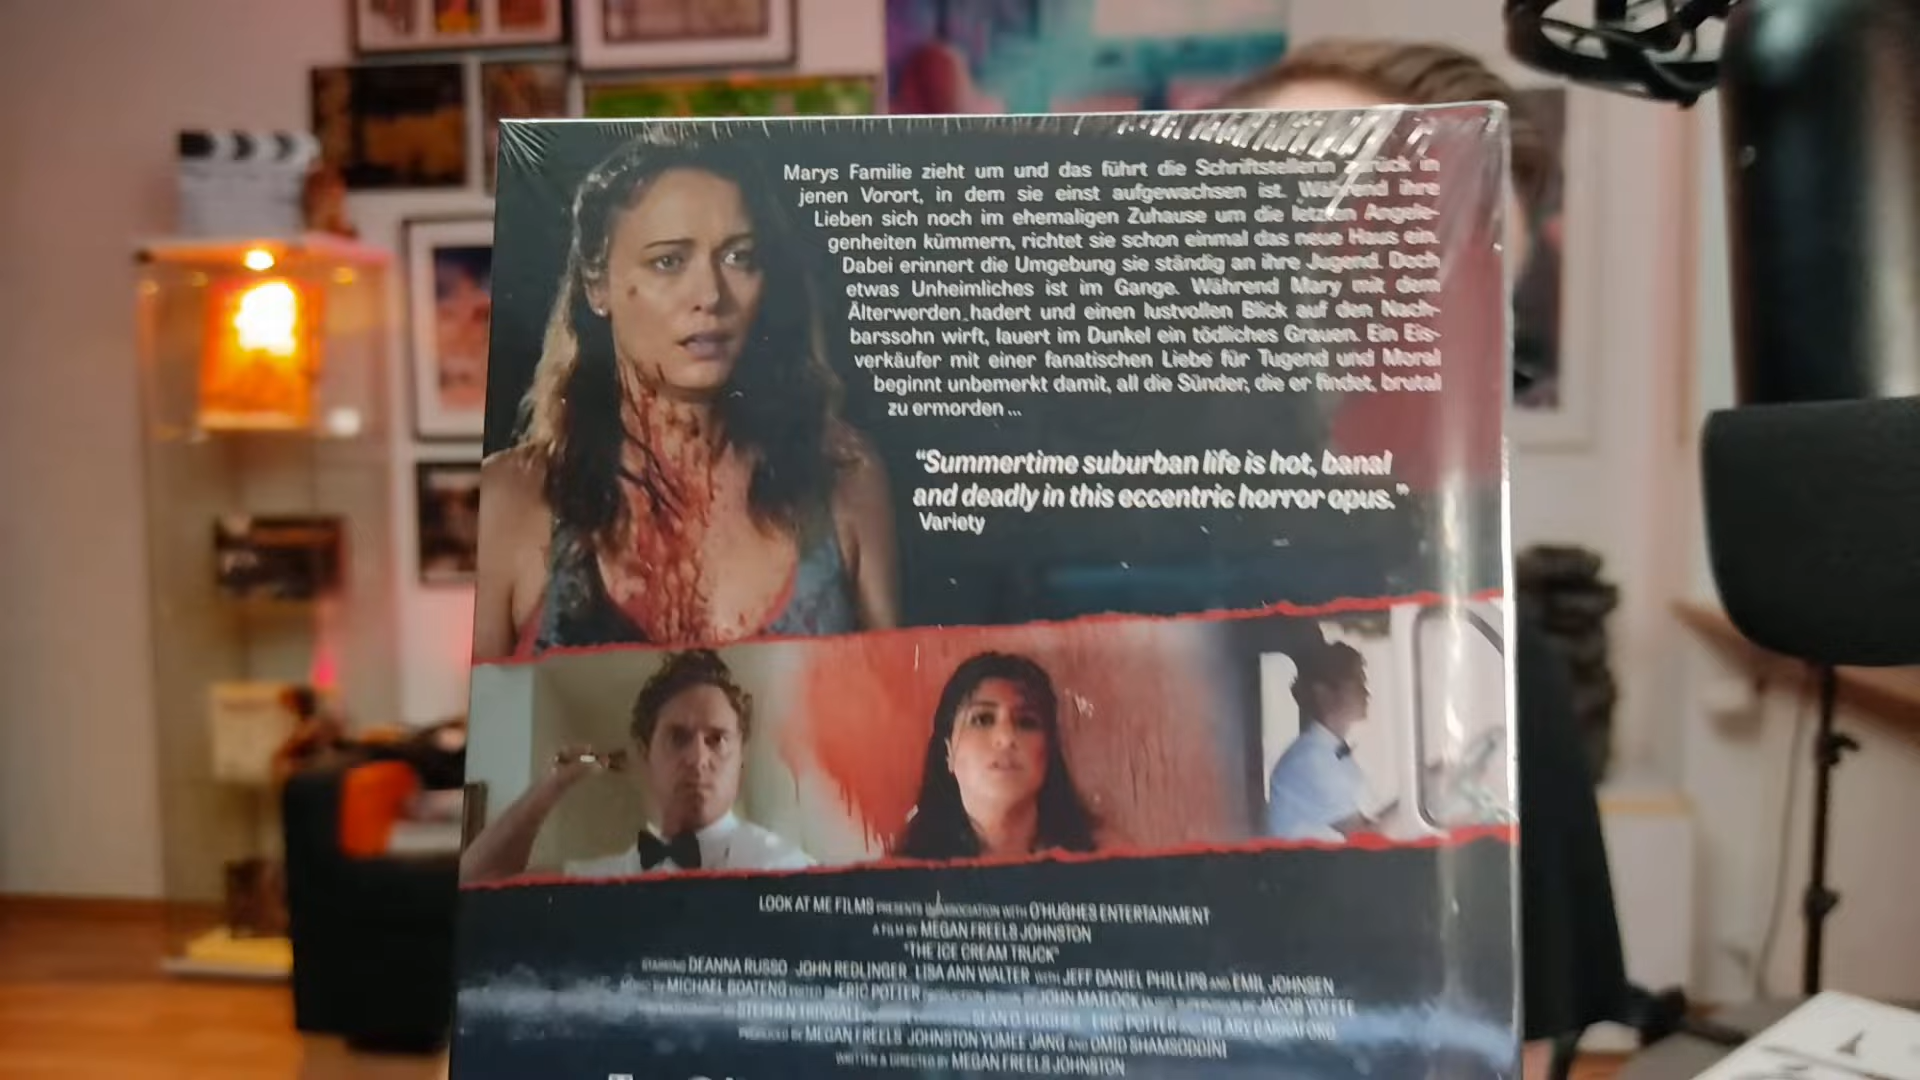 Marys Familie zieht um und das führt die Schriftstellerin zurück in
jenen Vorort, in dem sie einst aufgewachsen ist. Während ihre
Lieben sich noch im ehemaligen Zuhause um die letzten Angele-
genheiten kümmern, richtet sie schon einmal das neue Haus ein.
Dabei erinnert die Umgebung sie ständig an ihre Jugend. Doch
etwas Unheimliches ist im Gange. Während Mary mit dem
Älterwerden hadert und einen lustvollen Blick auf den Nach-
barssohn wirft, lauert im Dunkel ein tödliches Grauen. Ein Eis-
verkäufer mit einer fanatischen Liebe für Tugend und Moral
beginnt unbemerkt damit, all die Sünder, die er findet, brutal
zu ermorden ...
“Summertime suburban life is hot, banal
and deadly in this eccentric horror opus.”
Variety
LOOK AT ME FILMS PRESENTS IN ASSOCIATION WITH O'HUGHES ENTERTAINMENT
A FILM BY MEGAN FREELS JOHNSTON
"THE ICE CREAM TRUCK"
STARRING DEANNA RUSSO JOHN REDLINGER LISA ANN WALTER WITH JEFF DANIEL PHILLIPS AND EMIL JOHNSEN
MUSIC BY MICHAEL BOATENG EDITED BY ERIC POTTER JOHN MATLOCK JACOB YOFFEE
ERIC POTTER
PRODUCED BY MEGAN FREELS JOHNSTON YUMEE JANG AND OMID SHAMSODDINI
WRITTEN & DIRECTED BY MEGAN FREELS JOHNSTON